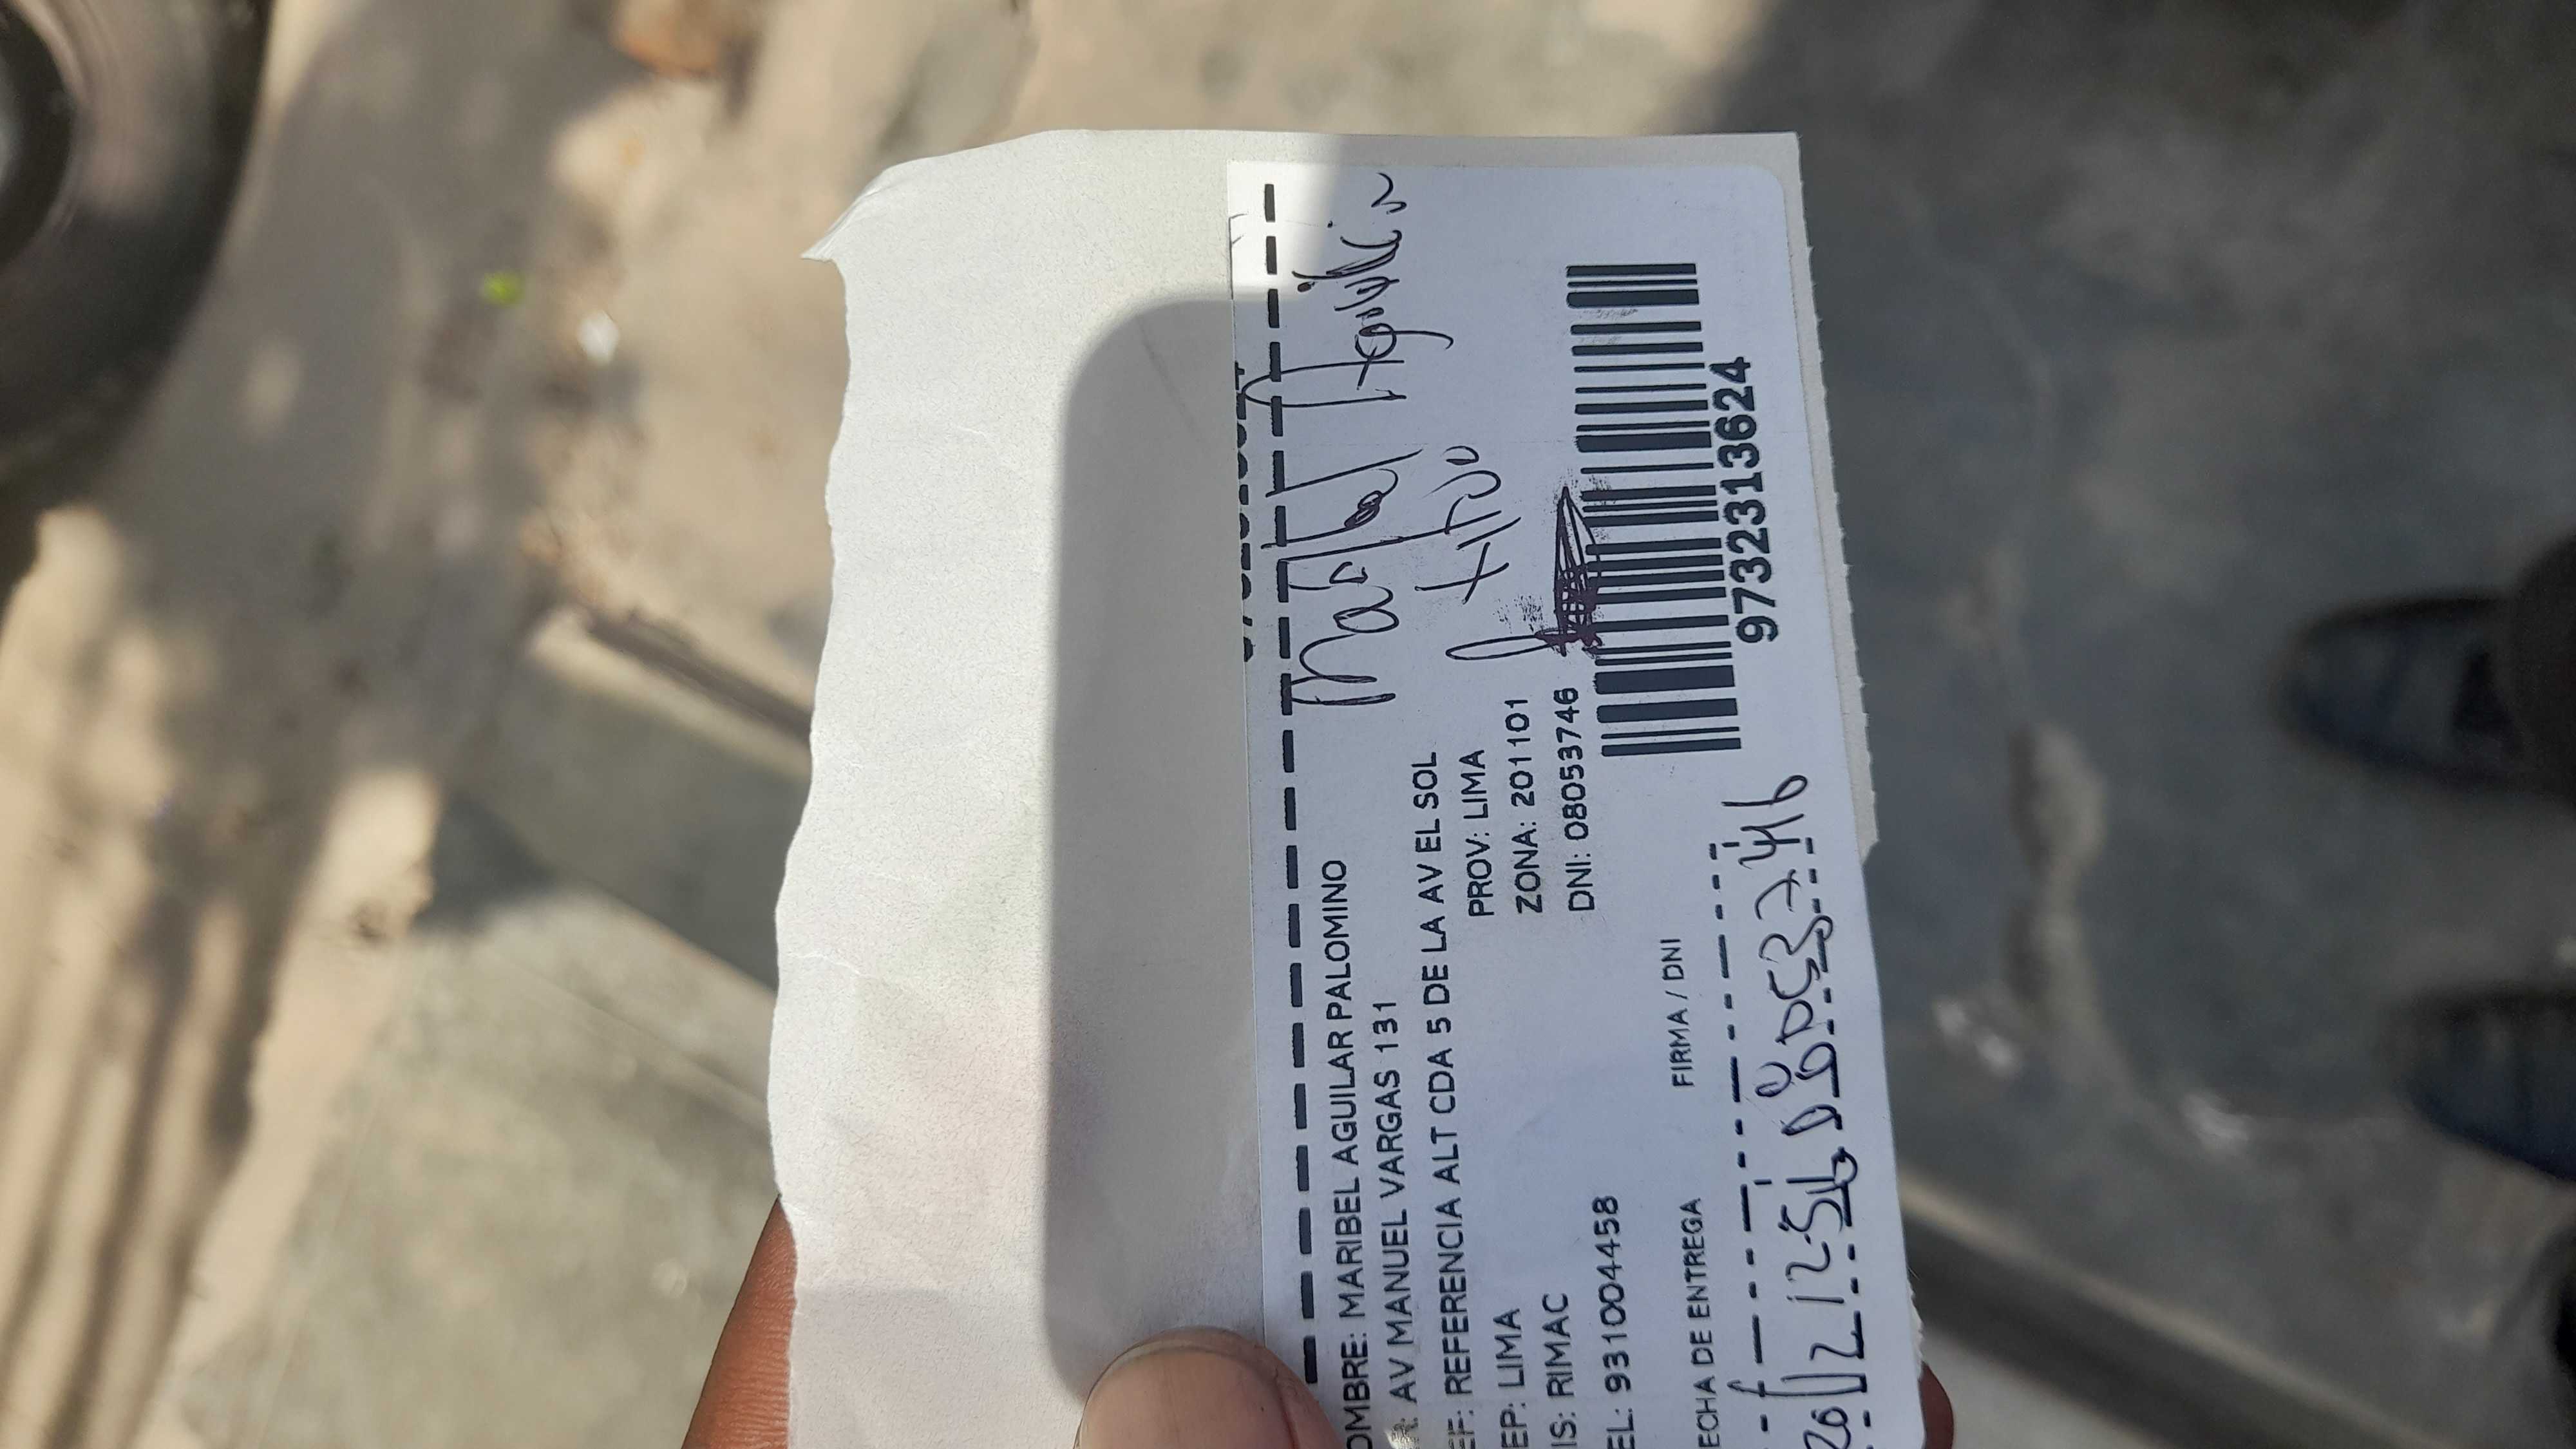 OMBRE: MARIBEL AGUILAR PALOMINO
: AV MANUEL VARGAS 131
EF: REFERENCIA ALT CDA 5 DE LA AV EL SOL
EP: LIMA PROV: LIMA
IS: RIMAC ZONA: 201101
EL: 931004458 DNI: 08053746
Aguilar
9732313624
ECHA DE ENTREGA FIRMA / DNI